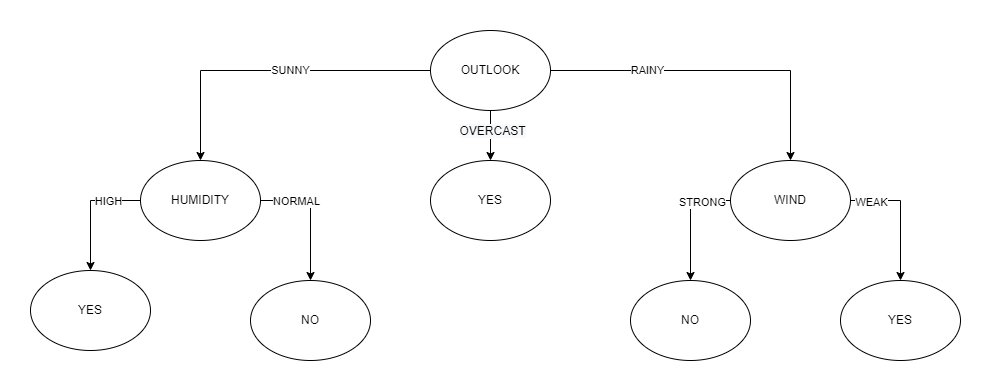 SUNNY
OUTLOOK
RAINY
OVERCAST
HIGH
HUMIDITY
NORMAL
YES
STRONG
WIND
WEAK
YES
NO
NO
YES